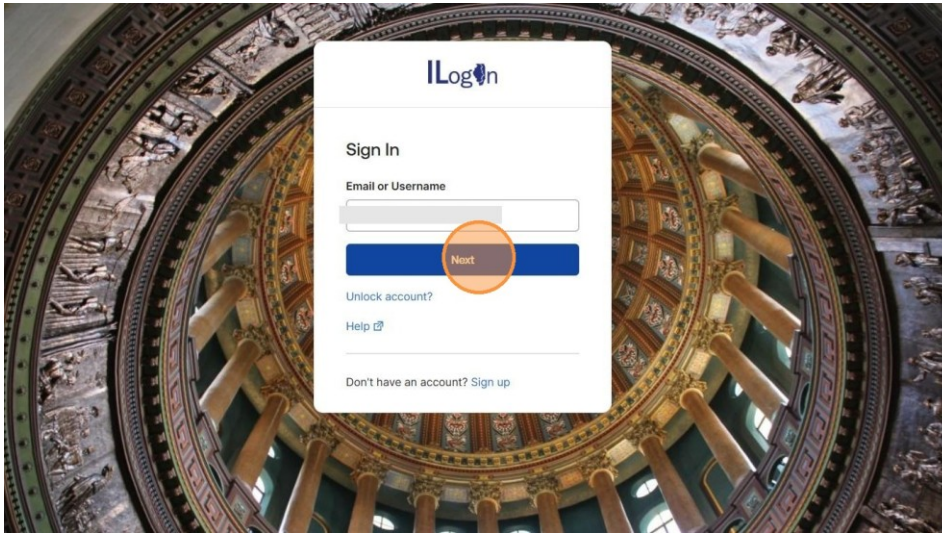 ILogin
Sign In
Email or Username
Next
Unlock account?
Help
Don't have an account? Sign up